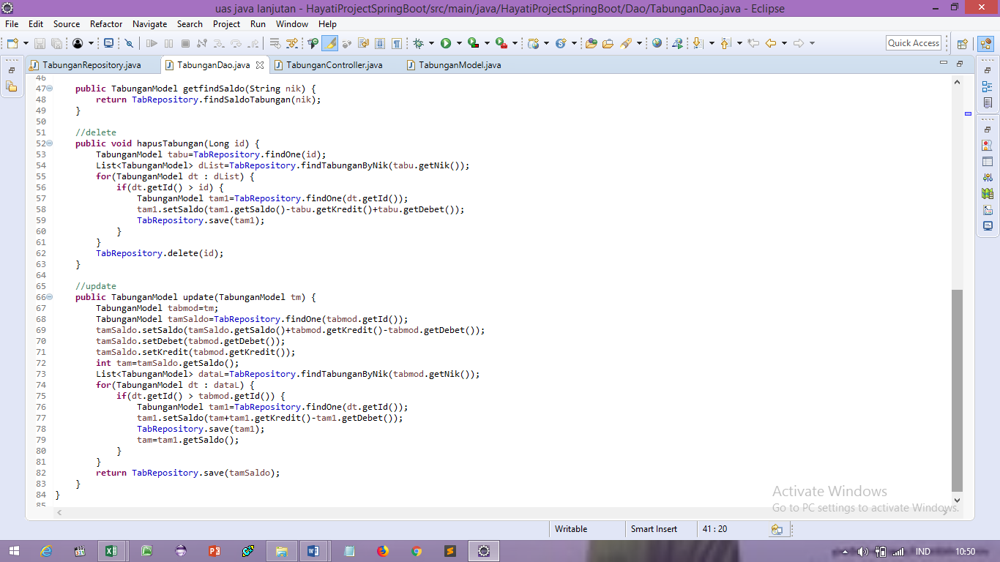 uas java lanjutan - HayatiProjectSpringBoot/src/main/java/HayatiProjectSpringBoot/Dao/TabunganDao.java - Eclipse
File Edit Source Refactor Navigate Search Project Run Window Help
Quick Access
TabunganRepository.java TabunganDao.java TabunganController.java TabunganModel.java
46
47 public TabunganModel getfindSaldo(String nik) {
48 return TabRepository.findSaldoTabungan(nik);
49 }
50
51 //delete
52 public void hapusTabungan(Long id) {
53 TabunganModel tabu=TabRepository.findOne(id);
54 List<TabunganModel> dList=TabRepository.findTabunganByNik(tabu.getNik());
55 for(TabunganModel dt : dList) {
56 if(dt.getId() > id) {
57 TabunganModel tam1=TabRepository.findOne(dt.getId());
58 tam1.setSaldo(tam1.getSaldo()-tabu.getKredit()+tabu.getDebet());
59 TabRepository.save(tam1);
60 }
61 }
62 TabRepository.delete(id);
63 }
64
65 //update
66 public TabunganModel update(TabunganModel tm) {
67 TabunganModel tabmod=tm;
68 TabunganModel tamSaldo=TabRepository.findOne(tabmod.getId());
69 tamSaldo.setSaldo(tamSaldo.getSaldo()+tabmod.getKredit()-tabmod.getDebet());
70 tamSaldo.setDebet(tabmod.getDebet());
71 tamSaldo.setKredit(tabmod.getKredit());
72 int tam=tamSaldo.getSaldo();
73 List<TabunganModel> dataL=TabRepository.findTabunganByNik(tabmod.getNik());
74 for(TabunganModel dt : dataL) {
75 if(dt.getId() > tabmod.getId()) {
76 TabunganModel tam1=TabRepository.findOne(dt.getId());
77 tam1.setSaldo(tam+tam1.getKredit()-tam1.getDebet());
78 TabRepository.save(tam1);
79 tam=tam1.getSaldo();
80 }
81 }
82 return TabRepository.save(tamSaldo);
83 }
84 }
85
Activate Windows
Go to PC settings to activate Windows.
Writable Smart Insert 41 : 20
IND 10:50